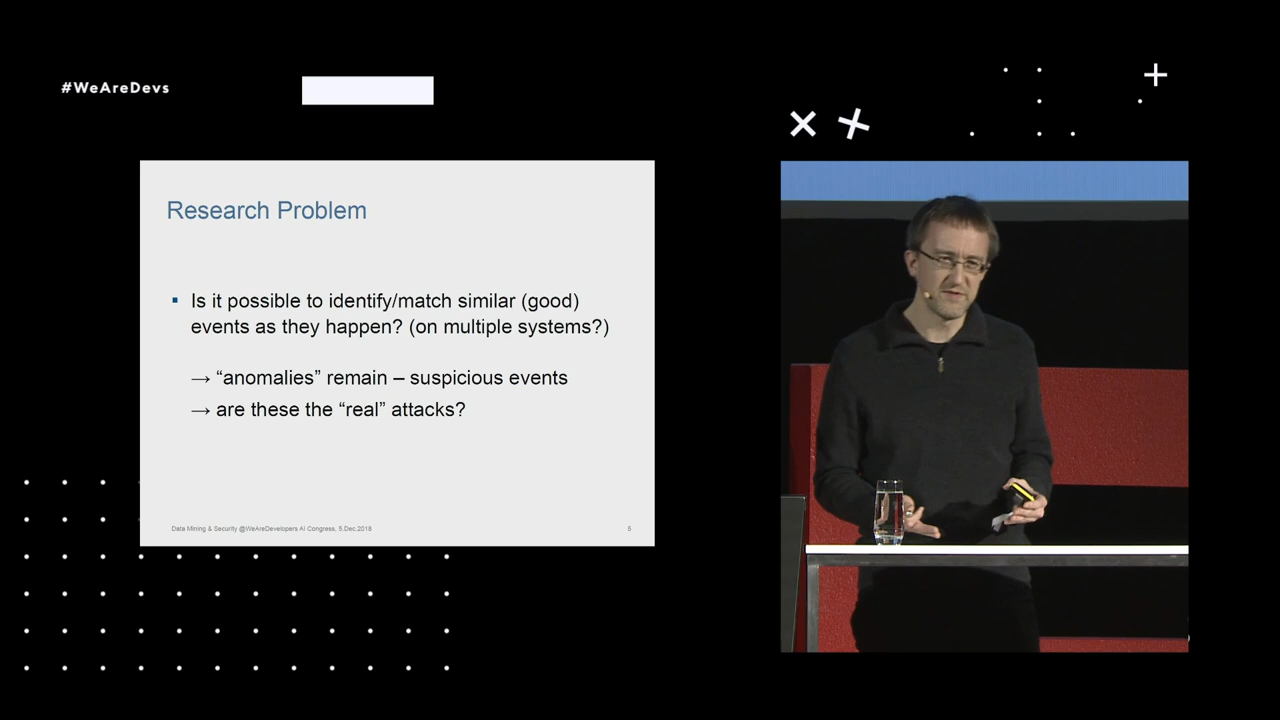 #WeAreDevs
Research Problem
▪ Is it possible to identify/match similar (good)
events as they happen? (on multiple systems?)
→ “anomalies” remain – suspicious events
→ are these the “real” attacks?
Data Mining & Security @WeAreDevelopers AI Congress, 5.Dec.2018
6